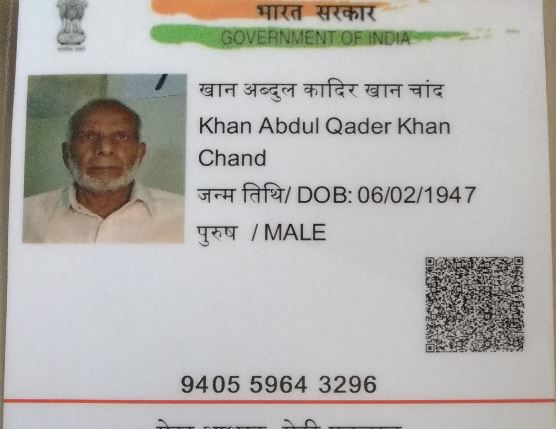 भारत सरकार
GOVERNMENT OF INDIA
खान अब्दुल कादिर खान चांद
Khan Abdul Qader Khan
Chand
जन्म तिथि/ DOB: 06/02/1947
पुरुष / MALE
9405 5964 3296